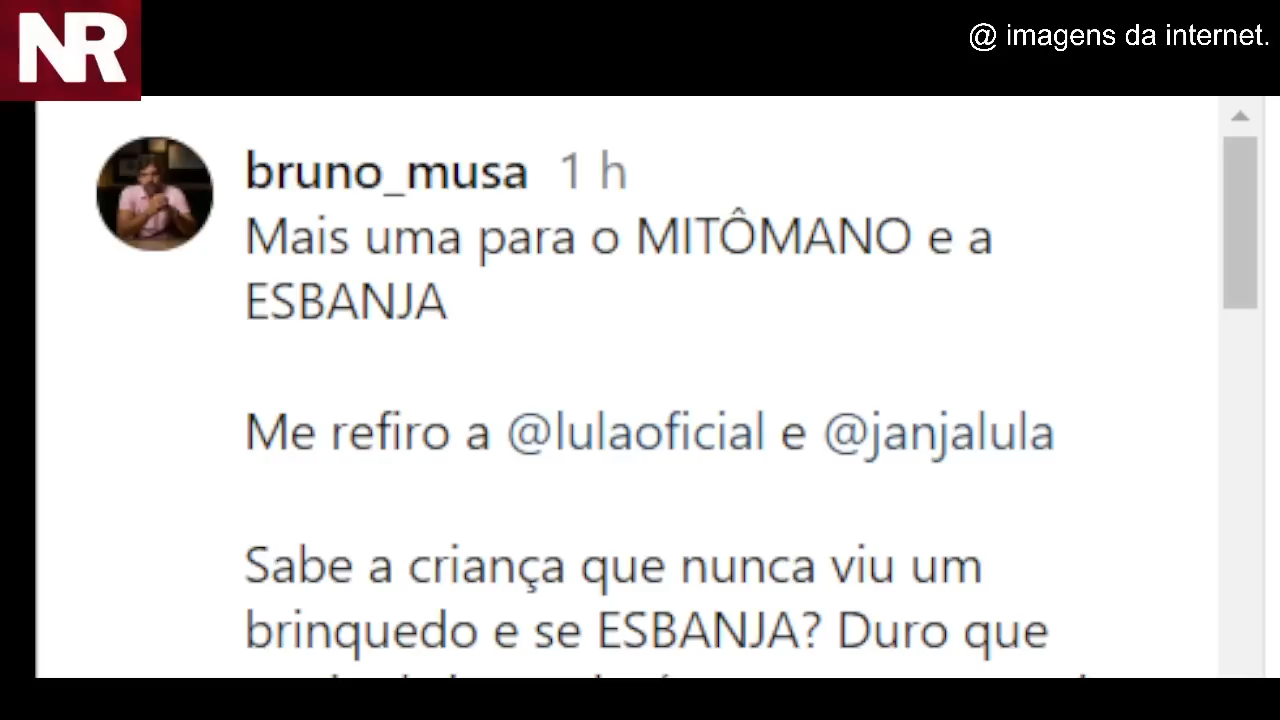 NR
@ imagens da internet.
bruno_musa 1 h
Mais uma para o MITÔMANO e a
ESBANJA
Me refiro a @lulaoficial e @janjalula
Sabe a criança que nunca viu um
brinquedo e se ESBANJA? Duro que